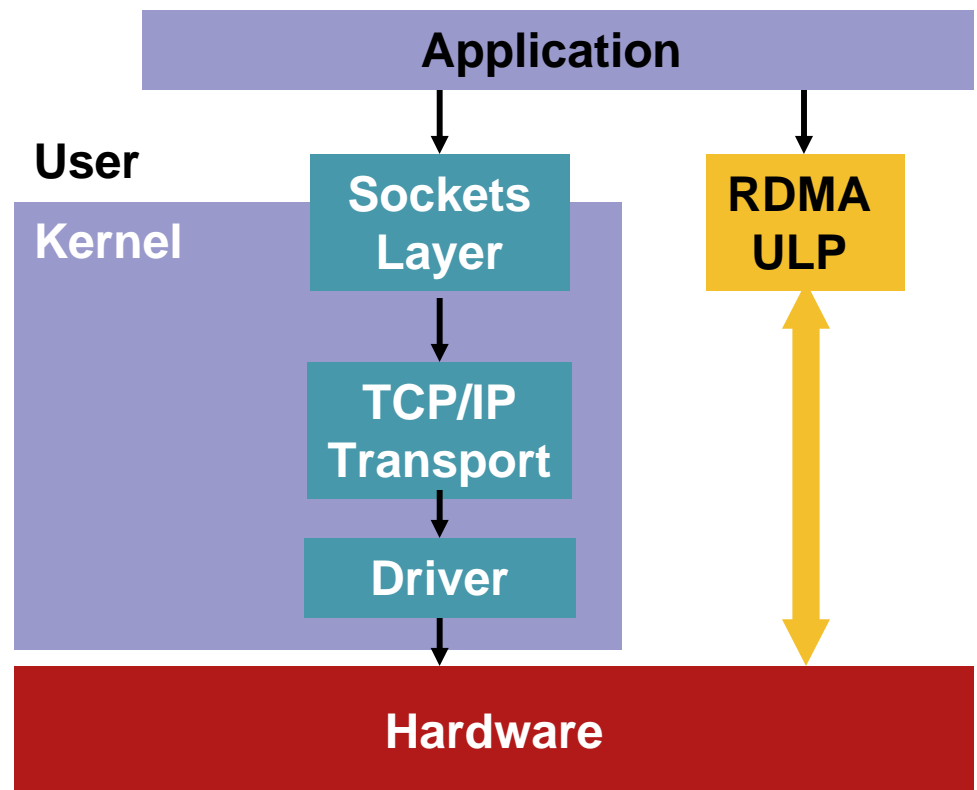 Application
User
Kernel
Sockets
Layer
RDMA
ULP
TCP/IP
Transport
Driver
Hardware